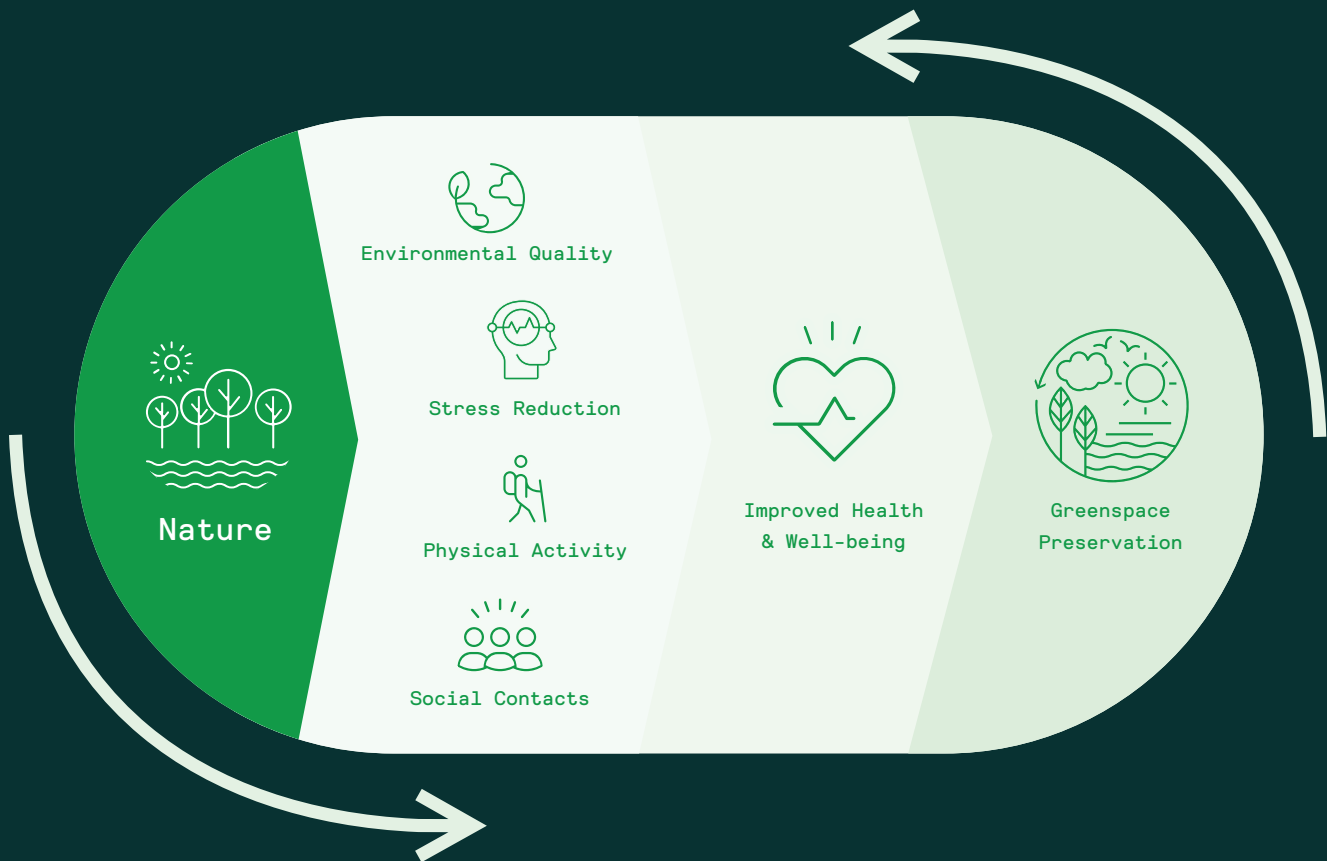 Nature
Environmental Quality
Stress Reduction
Physical Activity
Social Contacts
Improved Health
& Well-being
Greenspace
Preservation